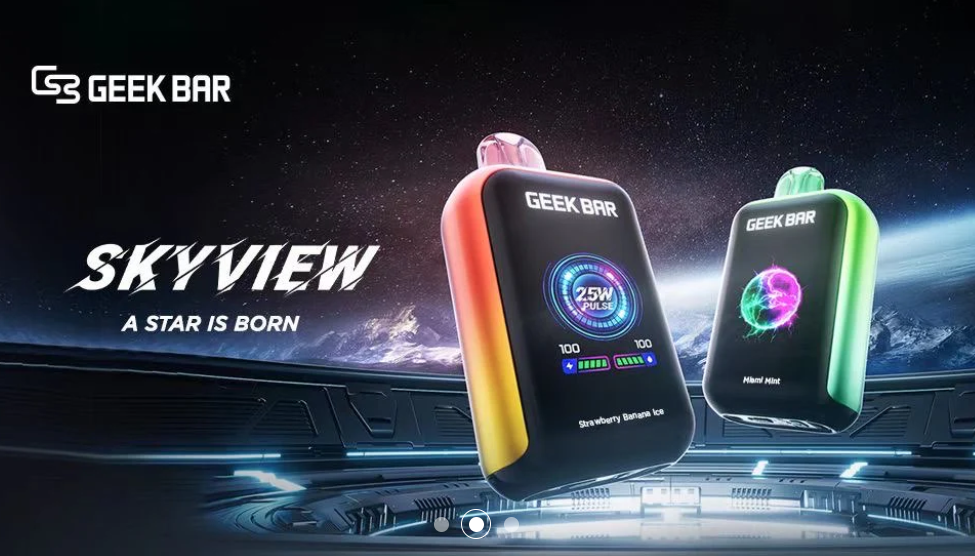 GEEK BAR
SKYVIEW
A STAR IS BORN
GEEK BAR
25W
PULSE
100 100
Strawberry Banana Ice
GEEK BAR
Miami Mint